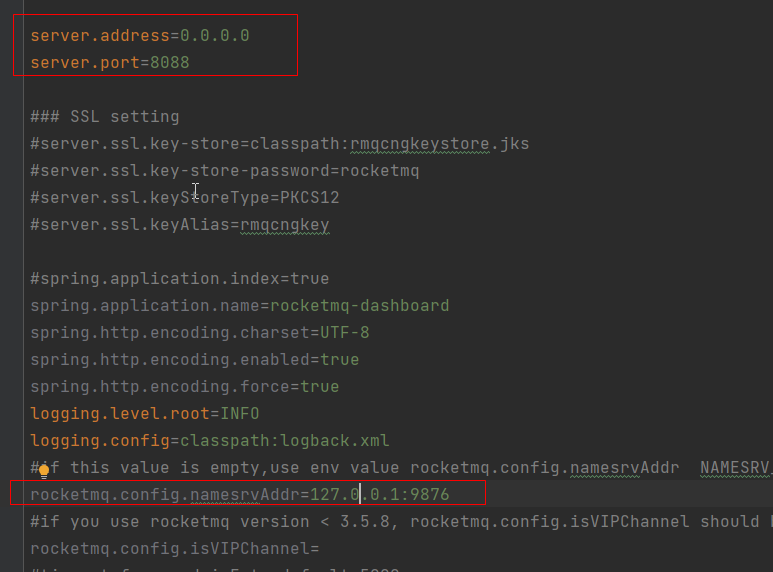 server.address=0.0.0.0
server.port=8088
### SSL setting
#server.ssl.key-store=classpath:rmqcngkeystore.jks
#server.ssl.key-store-password=rocketmq
#server.ssl.keyStoreType=PKCS12
#server.ssl.keyAlias=rmqcngkey
#spring.application.index=true
spring.application.name=rocketmq-dashboard
spring.http.encoding.charset=UTF-8
spring.http.encoding.enabled=true
spring.http.encoding.force=true
logging.level.root=INFO
logging.config=classpath:logback.xml
#if this value is empty,use env value rocketmq.config.namesrvAddr  NAMESRV
rocketmq.config.namesrvAddr=127.0.0.1:9876
#if you use rocketmq version < 3.5.8, rocketmq.config.isVIPChannel should
rocketmq.config.isVIPChannel=